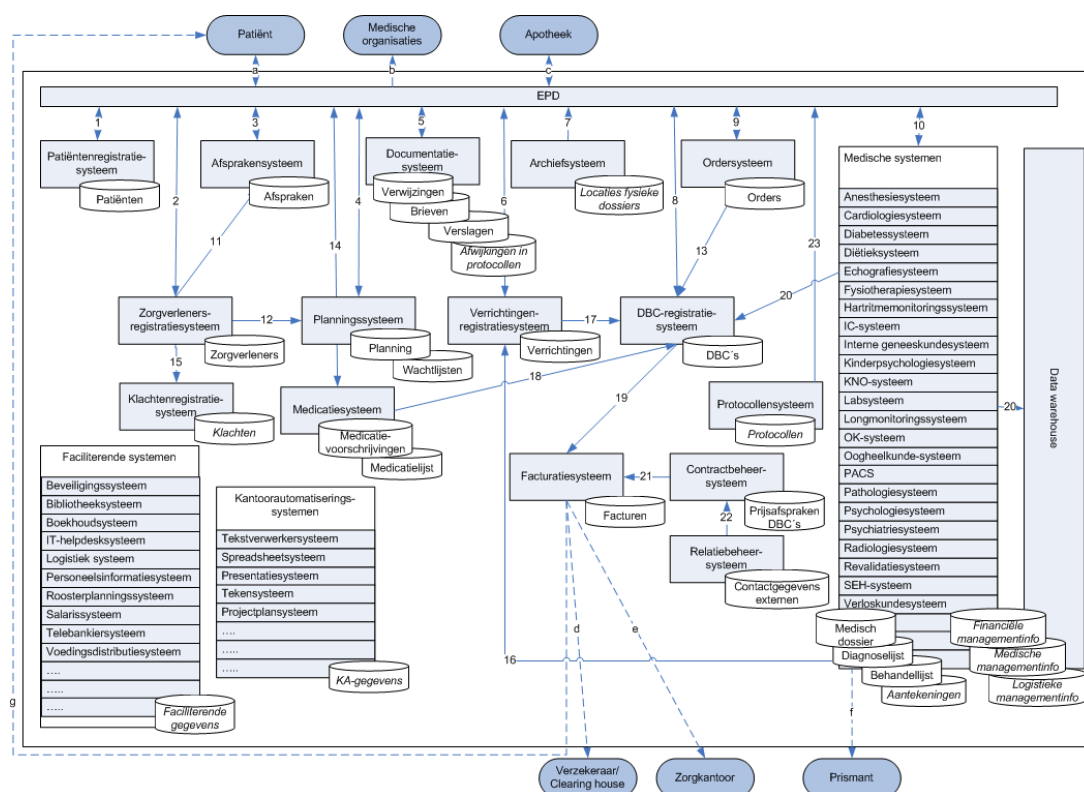 Patiënt
Medische
organisaties
Apotheek
a
b
c
EPD
1
2
3
14
4
5
6
7
8
9
23
10
Patiëntenregistratie-
systeem
Patiënten
Afsprakensysteem
Afspraken
Documentatie-
systeem
Verwijzingen
Brieven
Verslagen
Afwijkingen in
protocollen
Archiefsysteem
Locaties fysieke
dossiers
Ordersysteem
Orders
11
13
20
Zorgverleners-
registratiesysteem
Zorgverleners
12
Planningssysteem
Planning
Wachtlijsten
Verrichtingen-
registratiesysteem
Verrichtingen
17
DBC-registratie-
systeem
DBC´s
15
Klachtenregistratie-
systeem
Klachten
Medicatiesysteem
Medicatie-
voorschrijvingen
Medicatielijst
18
19
Protocollensysteem
Protocollen
Facturatiesysteem
Facturen
21
Contractbeheer-
systeem
Prijsafspraken
DBC´s
22
Relatiebeheer-
systeem
Contactgegevens
externen
Medische systemen
Anesthesiesysteem
Cardiologiesysteem
Diabetessysteem
Diëtieksysteem
Echografiesysteem
Fysiotherapiesysteem
Hartritmemonitoringssysteem
IC-systeem
Interne geneeskundesysteem
Kinderpsychologiesysteem
KNO-systeem
Labsysteem
Longmonitoringssysteem
OK-systeem
Oogheelkunde-systeem
PACS
Pathologiesysteem
Psychologiesysteem
Psychiatriesysteem
Radiologiesysteem
Revalidatiesysteem
SEH-systeem
Verloskundesysteem
20
Data warehouse
Medisch
dossier
Diagnoselijst
Behandellijst
Aantekeningen
Financiële
managementinfo
Medische
managementinfo
Logistieke
managementinfo
Faciliterende systemen
Beveiligingssysteem
Bibliotheeksysteem
Boekhoudsysteem
IT-helpdesksysteem
Logistiek systeem
Personeelsinformatiesysteem
Roosterplanningssysteem
Salarissysteem
Telebankiersysteem
Voedingsdistributiesysteem
....
.....
.....
Faciliterende
gegevens
Kantoorautomatiserings-
systemen
Tekstverwerkersysteem
Spreadsheetsysteem
Presentatiesysteem
Tekensysteem
Projectplansysteem
....
.....
.....
KA-gegevens
16
d
e
f
g
Verzekeraar/
Clearing house
Zorgkantoor
Prismant